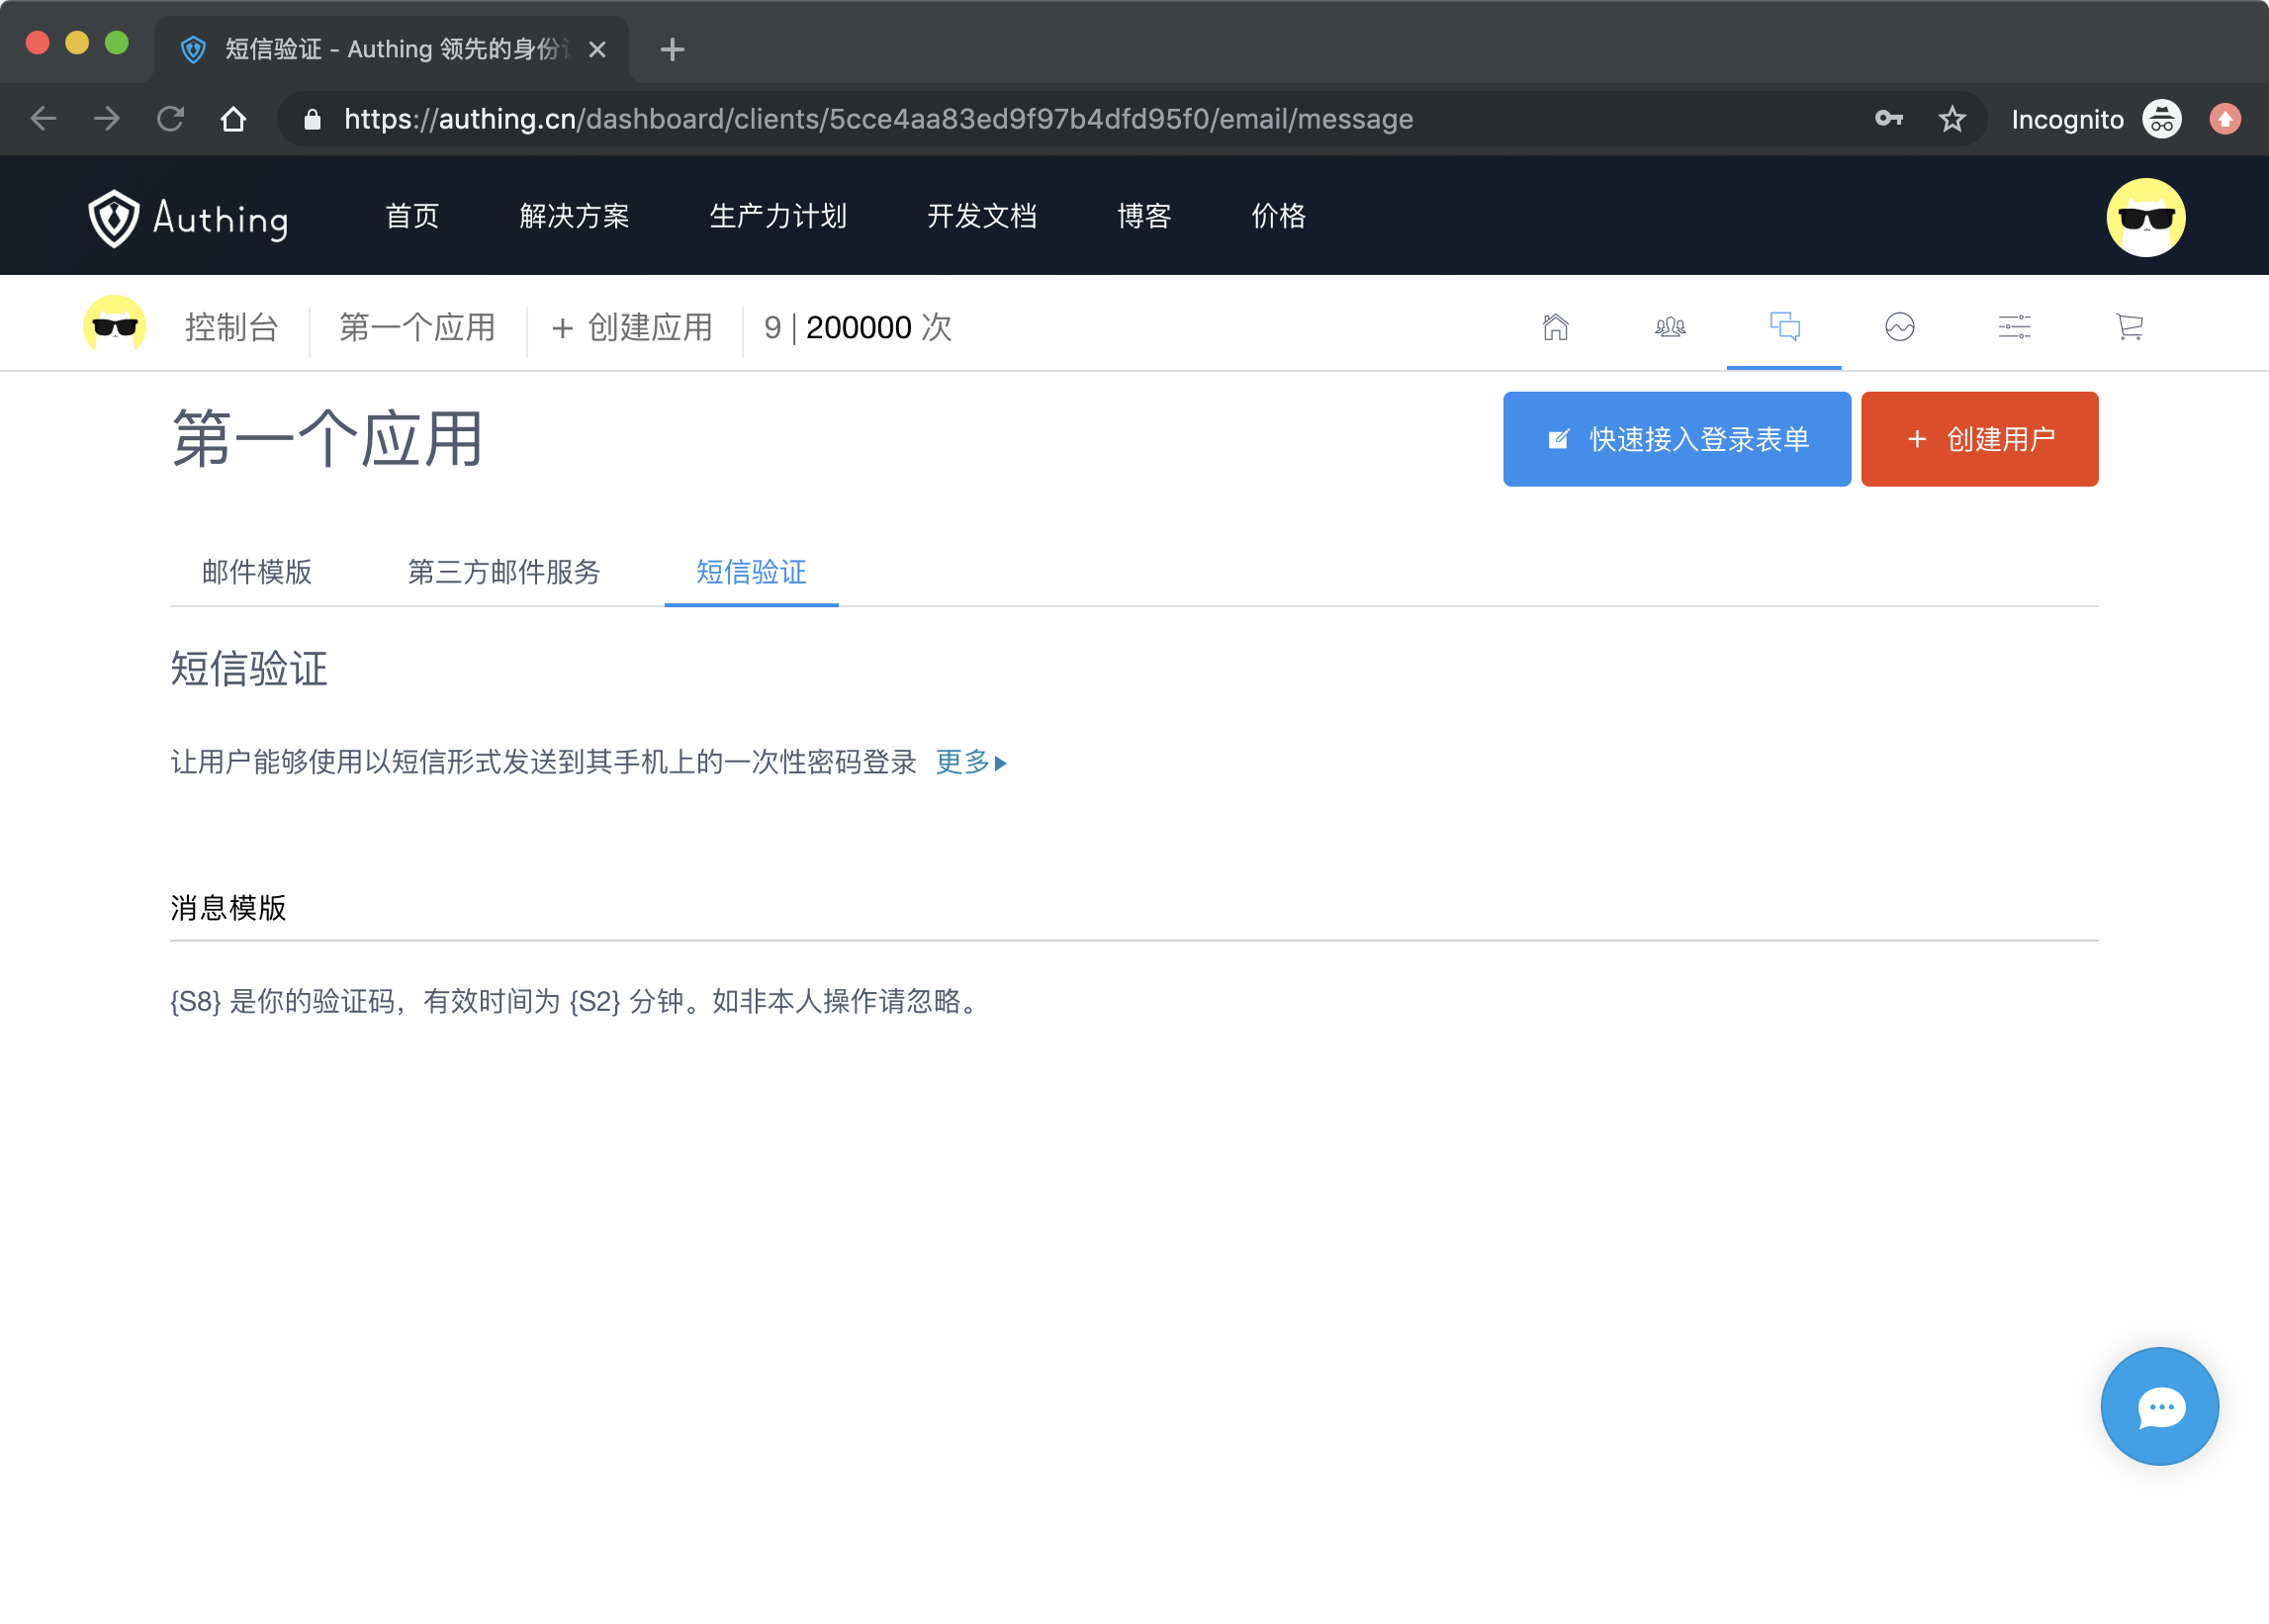 短信验证 - Authing 领先的身份
https://authing.cn/dashboard/clients/5cce4aa83ed9f97b4dfd95f0/email/message
Incognito
Authing
首页
解决方案
生产力计划
开发文档
博客
价格
控制台
第一个应用
+ 创建应用
9 | 200000 次
第一个应用
快速接入登录表单
+ 创建用户
邮件模版
第三方邮件服务
短信验证
短信验证
让用户能够使用以短信形式发送到其手机上的一次性密码登录 更多
消息模版
{S8} 是你的验证码，有效时间为 {S2} 分钟。如非本人操作请忽略。